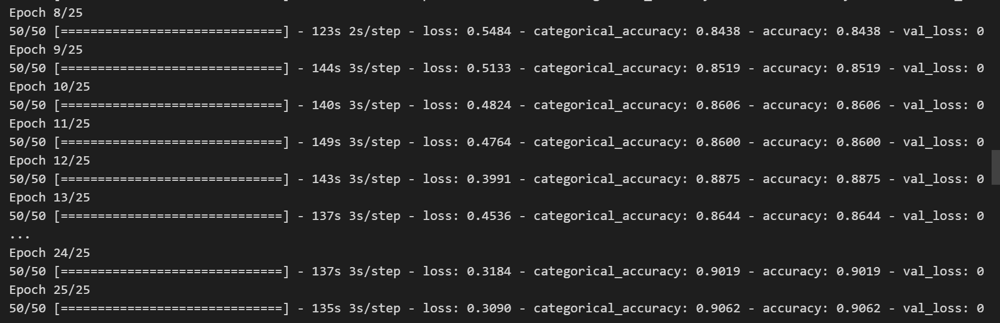 Epoch 8/25
50/50 [==============================] - 123s 2s/step - loss: 0.5484 - categorical_accuracy: 0.8438 - accuracy: 0.8438 - val_loss: 0
Epoch 9/25
50/50 [==============================] - 144s 3s/step - loss: 0.5133 - categorical_accuracy: 0.8519 - accuracy: 0.8519 - val_loss: 0
Epoch 10/25
50/50 [==============================] - 140s 3s/step - loss: 0.4824 - categorical_accuracy: 0.8606 - accuracy: 0.8606 - val_loss: 0
Epoch 11/25
50/50 [==============================] - 149s 3s/step - loss: 0.4764 - categorical_accuracy: 0.8600 - accuracy: 0.8600 - val_loss: 0
Epoch 12/25
50/50 [==============================] - 143s 3s/step - loss: 0.3991 - categorical_accuracy: 0.8875 - accuracy: 0.8875 - val_loss: 0
Epoch 13/25
50/50 [==============================] - 137s 3s/step - loss: 0.4536 - categorical_accuracy: 0.8644 - accuracy: 0.8644 - val_loss: 0
...
Epoch 24/25
50/50 [==============================] - 137s 3s/step - loss: 0.3184 - categorical_accuracy: 0.9019 - accuracy: 0.9019 - val_loss: 0
Epoch 25/25
50/50 [==============================] - 135s 3s/step - loss: 0.3090 - categorical_accuracy: 0.9062 - accuracy: 0.9062 - val_loss: 0